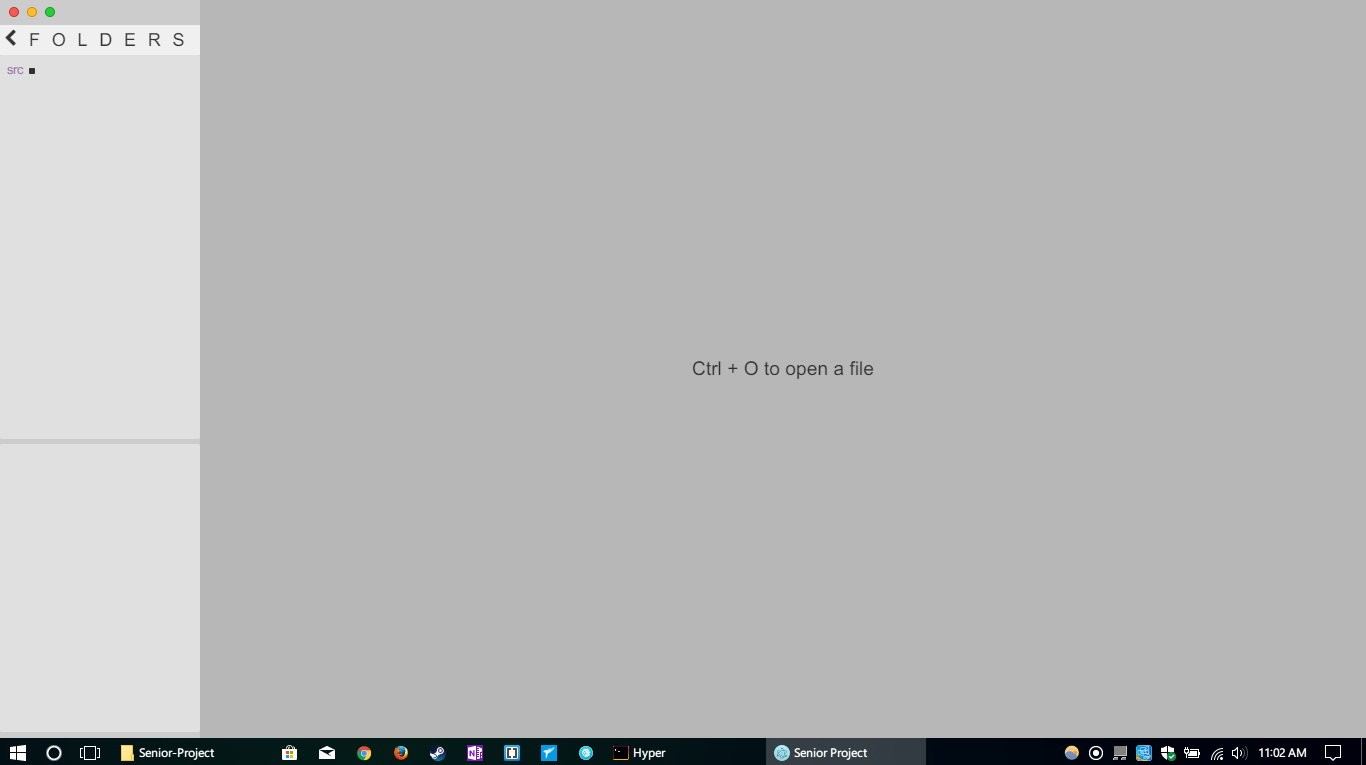 F O L D E R S
src
Ctrl + O to open a file
Senior-Project
Hyper
Senior Project
11:02 AM